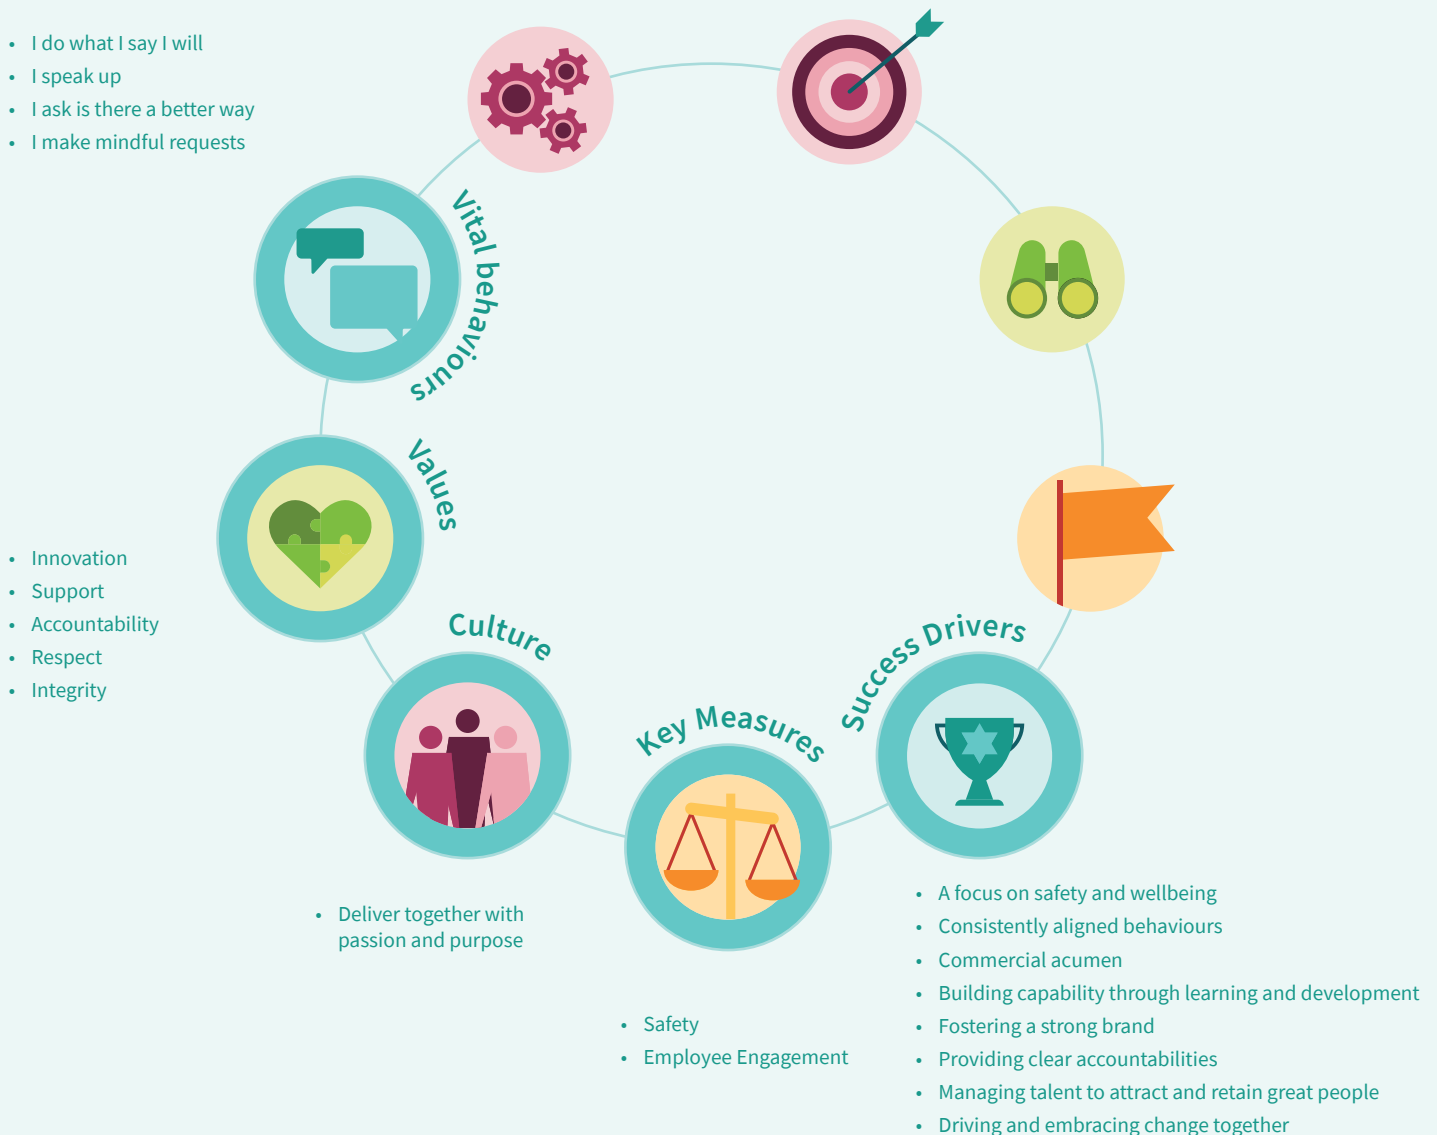 • I do what I say I will
• I speak up
• I ask is there a better way
• I make mindful requests
Vital behaviours
Values
• Innovation
• Support
• Accountability
• Respect
• Integrity
Culture
• Deliver together with
passion and purpose
Key Measures
• Safety
• Employee Engagement
Success Drivers
• A focus on safety and wellbeing
• Consistently aligned behaviours
• Commercial acumen
• Building capability through learning and development
• Fostering a strong brand
• Providing clear accountabilities
• Managing talent to attract and retain great people
• Driving and embracing change together